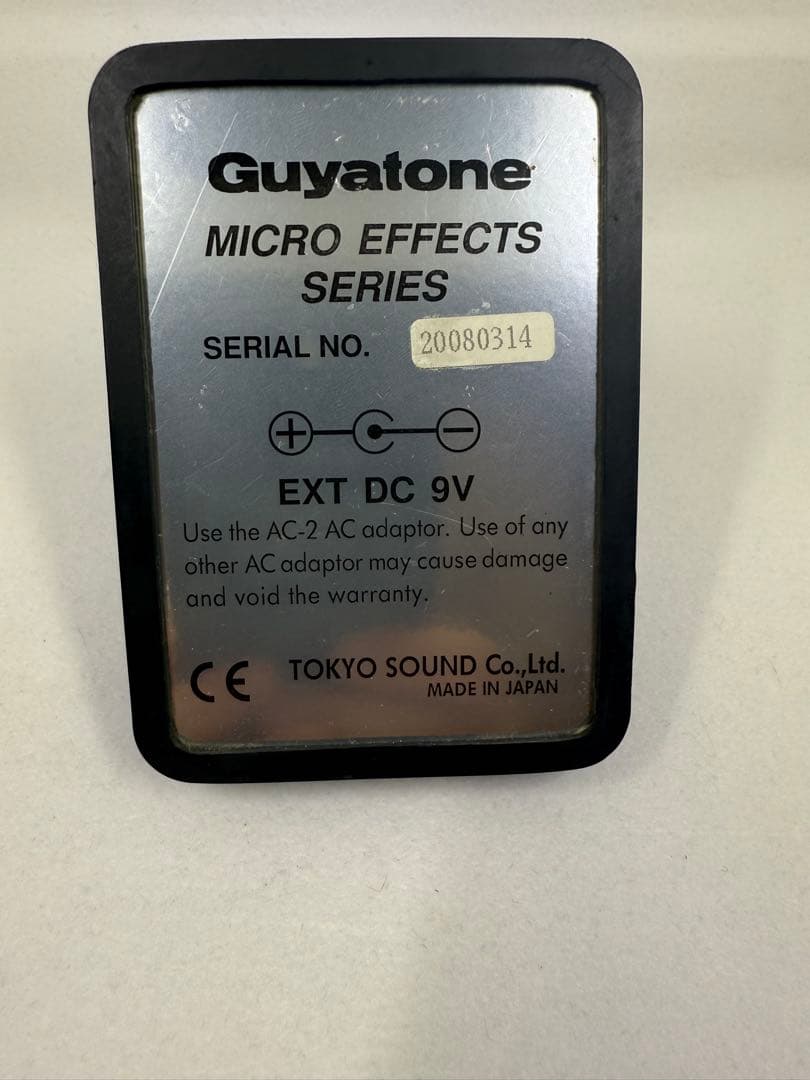 Guyatone
MICRO EFFECTS
SERIES
SERIAL NO. 20080314
EXT DC 9V
Use the AC-2 AC adaptor. Use of any
other AC adaptor may cause damage
and void the warranty.
CE TOKYO SOUND Co.,Ltd.
MADE IN JAPAN